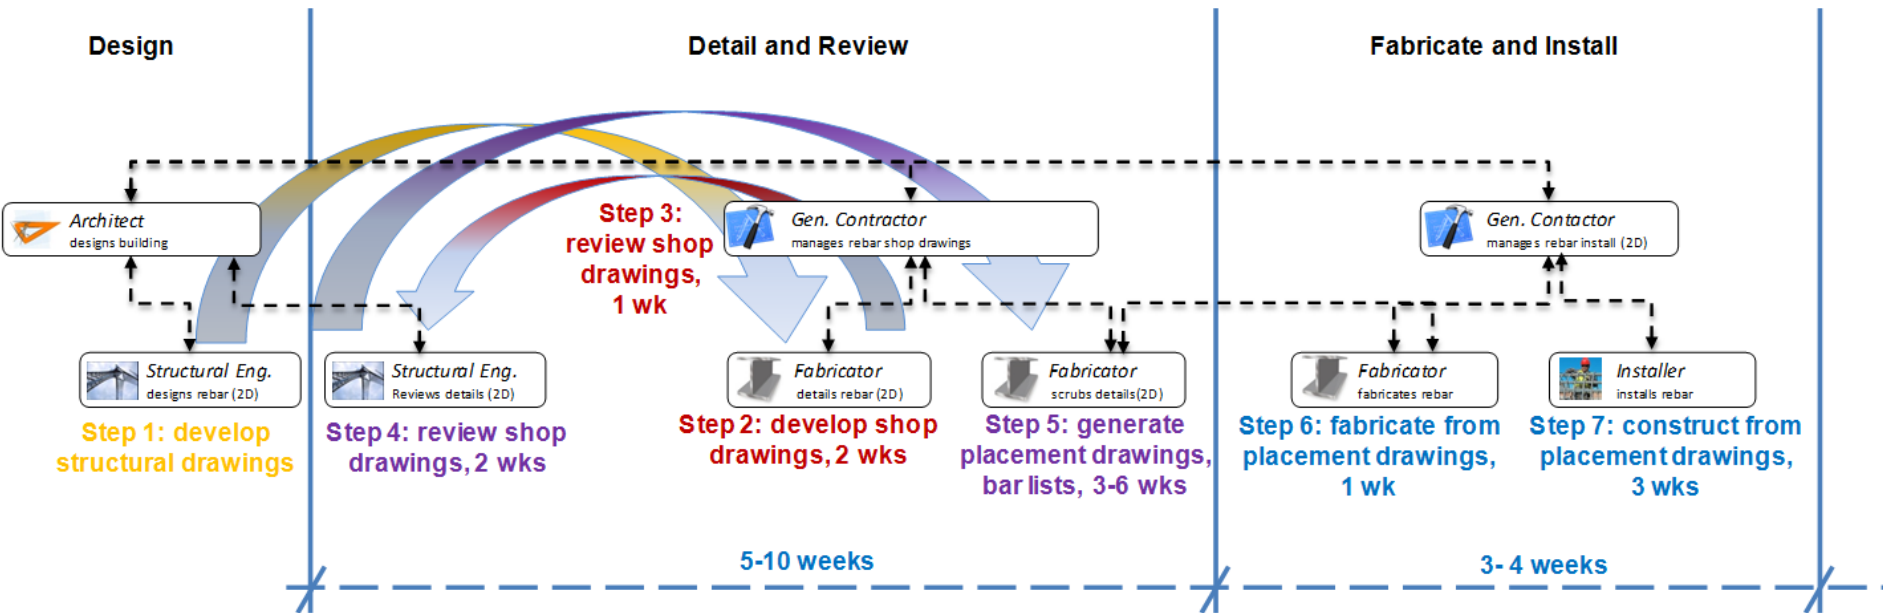 Design
Detail and Review
Fabricate and Install
Architect
designs building
Step 3:
review shop
drawings,
1 wk
Gen. Contractor
manages rebar shop drawings
Gen. Contactor
manages rebar install (2D)
Structural Eng.
designs rebar (2D)
Structural Eng.
Reviews details (2D)
Fabricator
details rebar (2D)
Fabricator
scrubs details (2D)
Fabricator
fabricates rebar
Installer
installs rebar
Step 1: develop
structural drawings
Step 4: review shop
drawings, 2 wks
Step 2: develop shop
drawings, 2 wks
Step 5: generate
placement drawings,
bar lists, 3-6 wks
Step 6: fabricate from
placement drawings,
1 wk
Step 7: construct from
placement drawings,
3 wks
5-10 weeks
3- 4 weeks